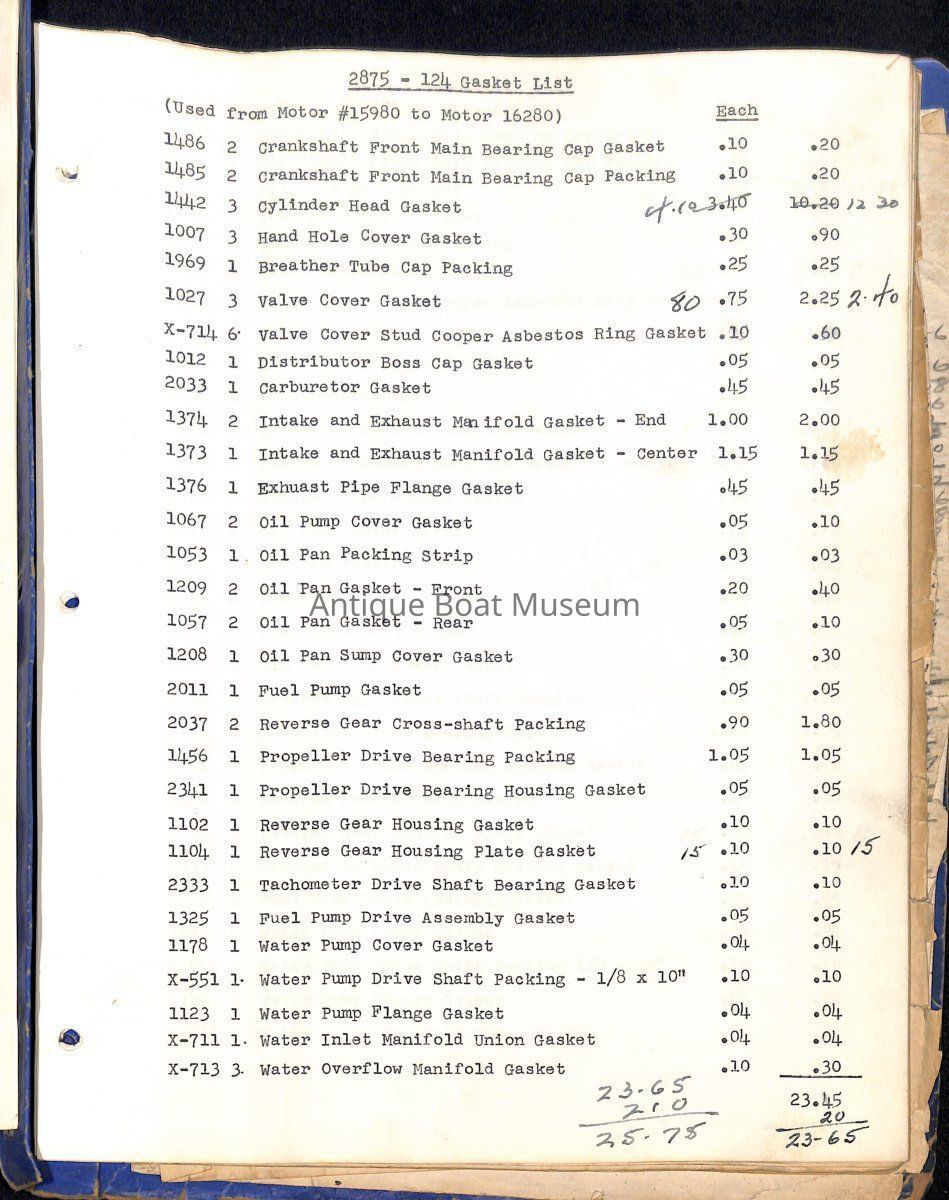 2875 - 124 Gasket List
(Used from Motor #15980 to Motor 16280) Each
1486 2 Crankshaft Front Main Bearing Cap Gasket .10 .20
1485 2 Crankshaft Front Main Bearing Cap Packing .10 .20
1442 3 Cylinder Head Gasket 4.10 3.40 10.20 12 30
1007 3 Hand Hole Cover Gasket .30 .90
1969 1 Breather Tube Cap Packing .25 .25
1027 3 Valve Cover Gasket 80 .75 2.25 2.40
X-714 6. Valve Cover Stud Cooper Asbestos Ring Gasket .10 .60
1012 1 Distributor Boss Cap Gasket .05 .05
2033 1 Carburetor Gasket .45 .45
1374 2 Intake and Exhaust Manifold Gasket - End 1.00 2.00
1373 1 Intake and Exhaust Manifold Gasket - Center 1.15 1.15
1376 1 Exhuast Pipe Flange Gasket .45 .45
1067 2 Oil Pump Cover Gasket .05 .10
1053 1. Oil Pan Packing Strip .03 .03
1209 2 Oil Pan Gasket - Front .20 .40
Antique Boat Museum
1057 2 Oil Pan Gasket - Rear .05 .10
1208 1 Oil Pan Sump Cover Gasket .30 .30
2011 1 Fuel Pump Gasket .05 .05
2037 2 Reverse Gear Cross-shaft Packing .90 1.80
1456 1 Propeller Drive Bearing Packing 1.05 1.05
2341 1 Propeller Drive Bearing Housing Gasket .05 .05
1102 1 Reverse Gear Housing Gasket .10 .10
1104 1 Reverse Gear Housing Plate Gasket 15 .10 .10 15
2333 1 Tachometer Drive Shaft Bearing Gasket .10 .10
1325 1 Fuel Pump Drive Assembly Gasket .05 .05
1178 1 Water Pump Cover Gasket .04 .04
X-551 1. Water Pump Drive Shaft Packing - 1/8 x 10" .10 .10
1123 1 Water Pump Flange Gasket .04 .04
X-711 1. Water Inlet Manifold Union Gasket .04 .04
X-713 3. Water Overflow Manifold Gasket .10 .30
23.65 23.45
210 20
25.75 23-65